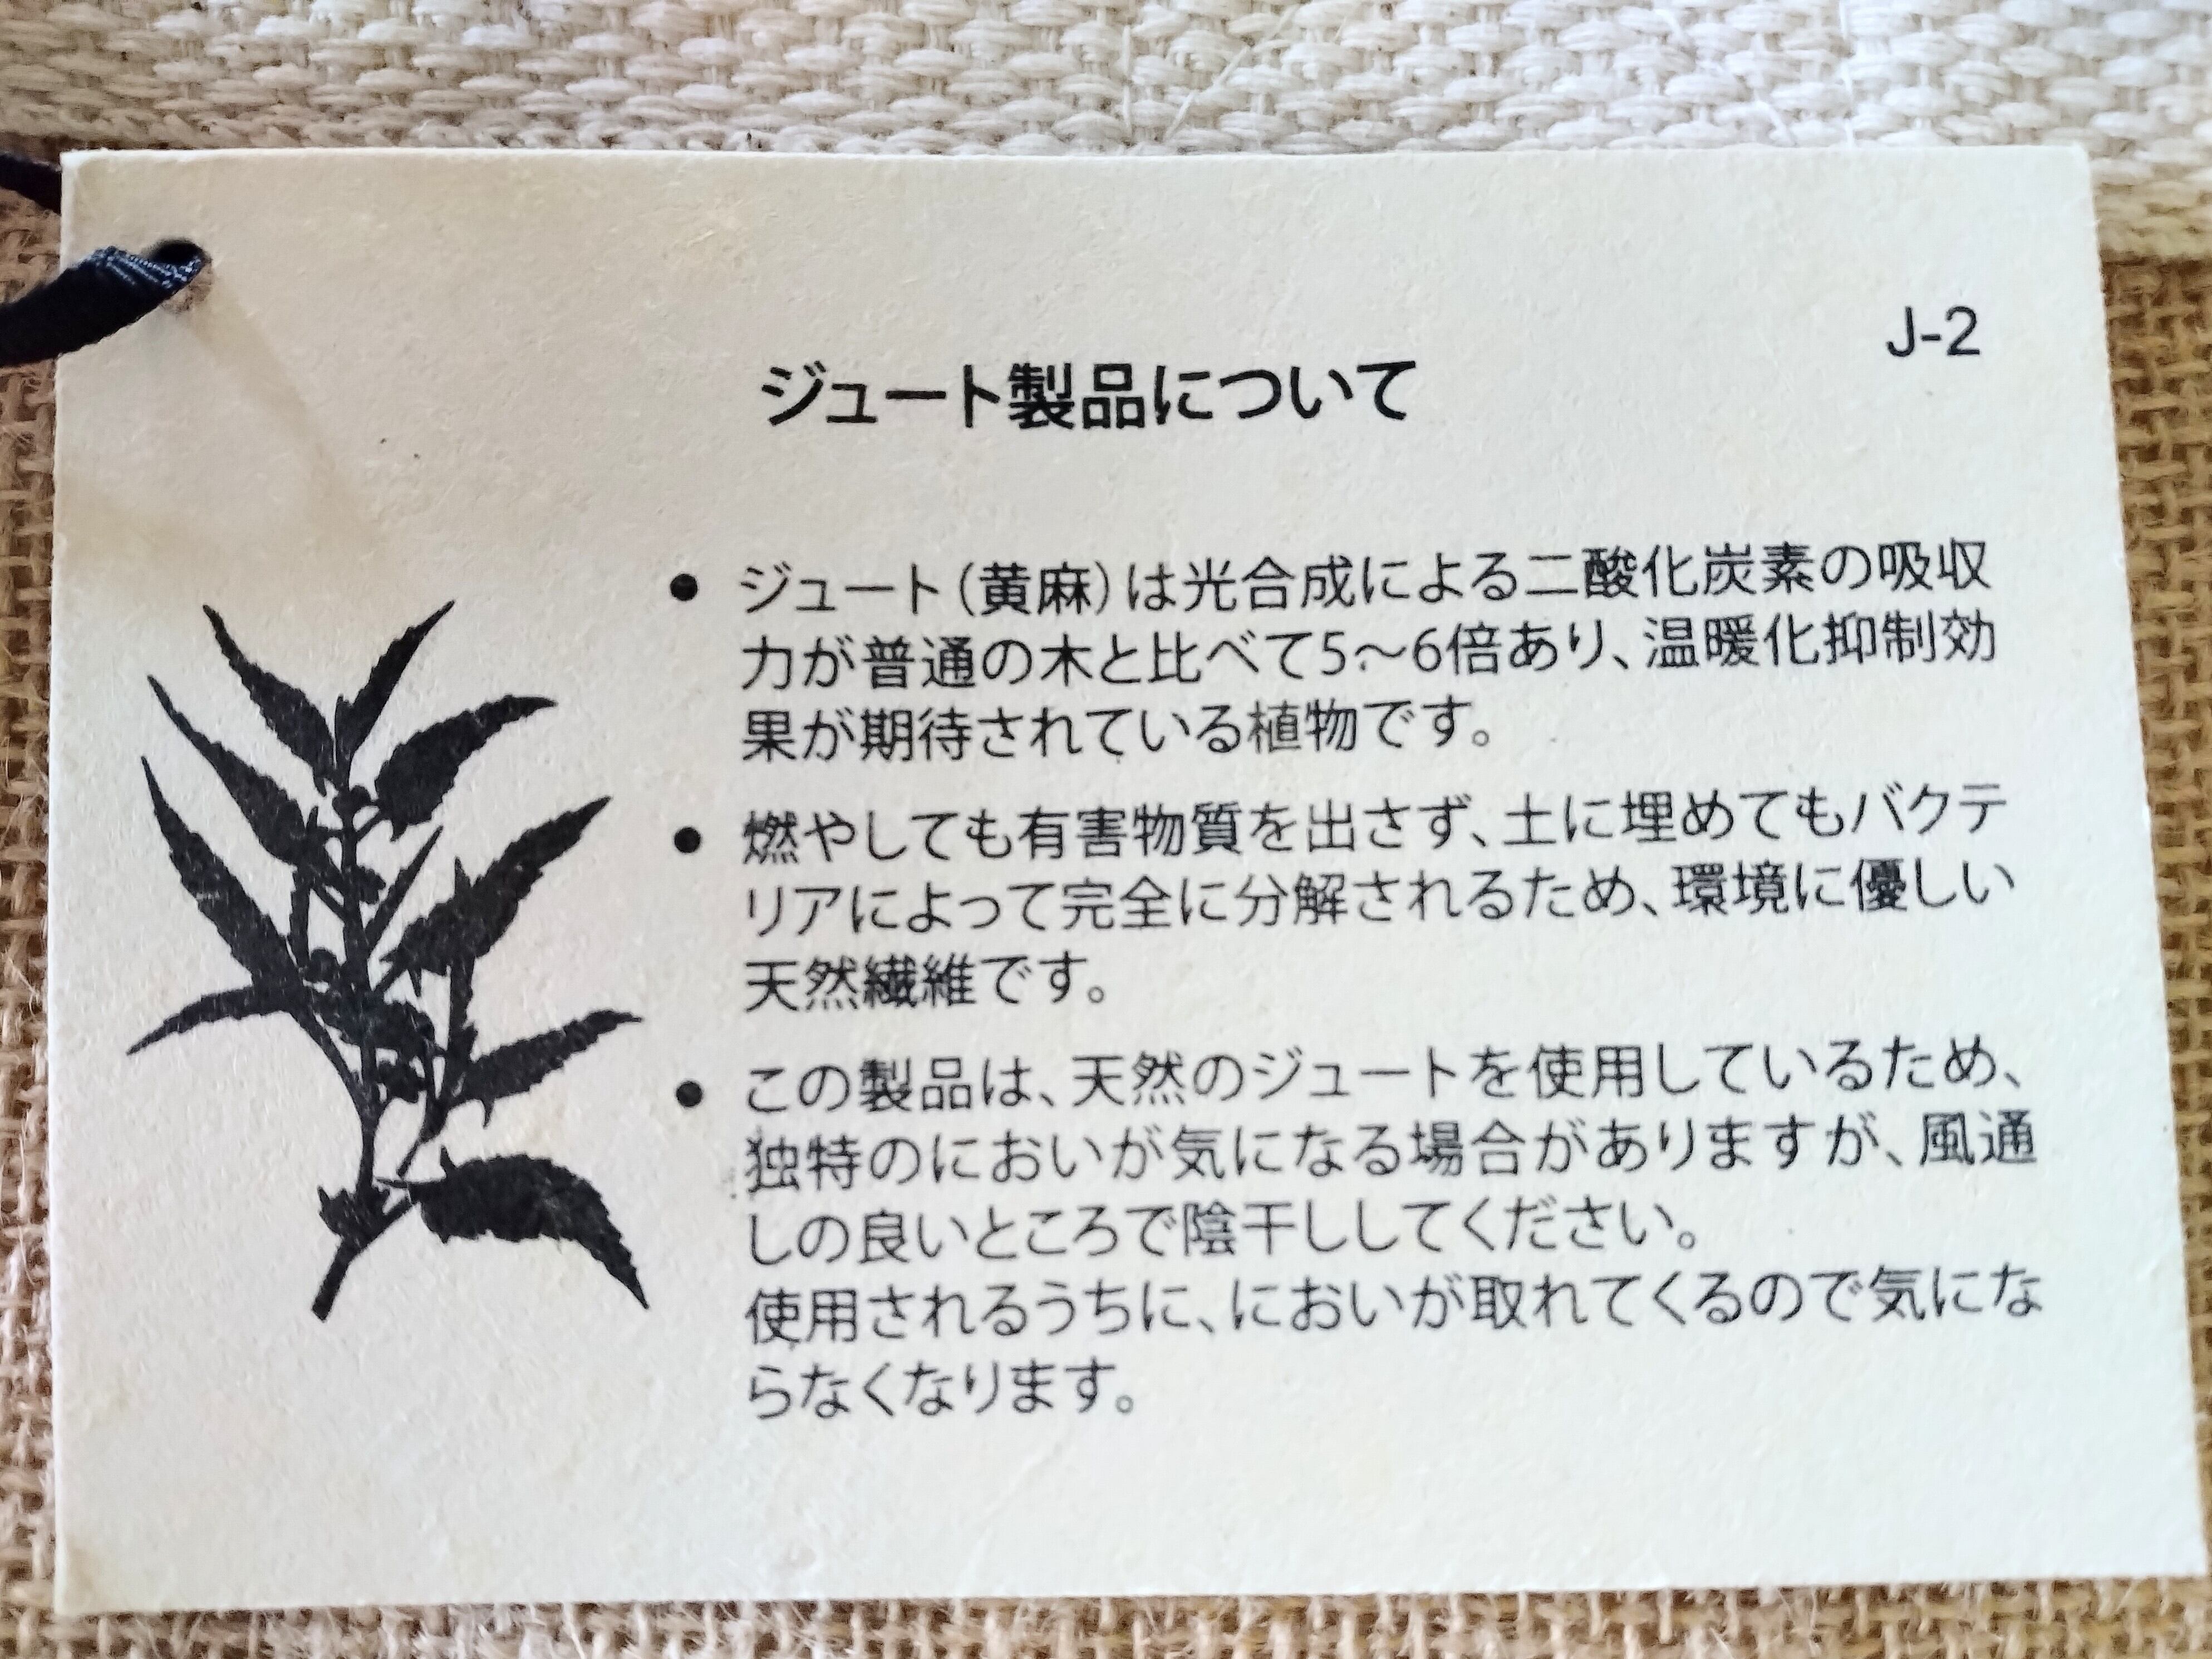 J-2
ジュート製品について
● ジュート(黄麻)は光合成による二酸化炭素の吸収
力が普通の木と比べて5~6倍あり、温暖化抑制効
果が期待されている植物です。
● 燃やしても有害物質を出さず、土に埋めてもバクテ
リアによって完全に分解されるため、環境に優しい
天然繊維です。
● この製品は、天然のジュートを使用しているため、
独特のにおいが気になる場合がありますが、風通
しの良いところで陰干ししてください。
使用されるうちに、においが取れてくるので気にな
らなくなります。